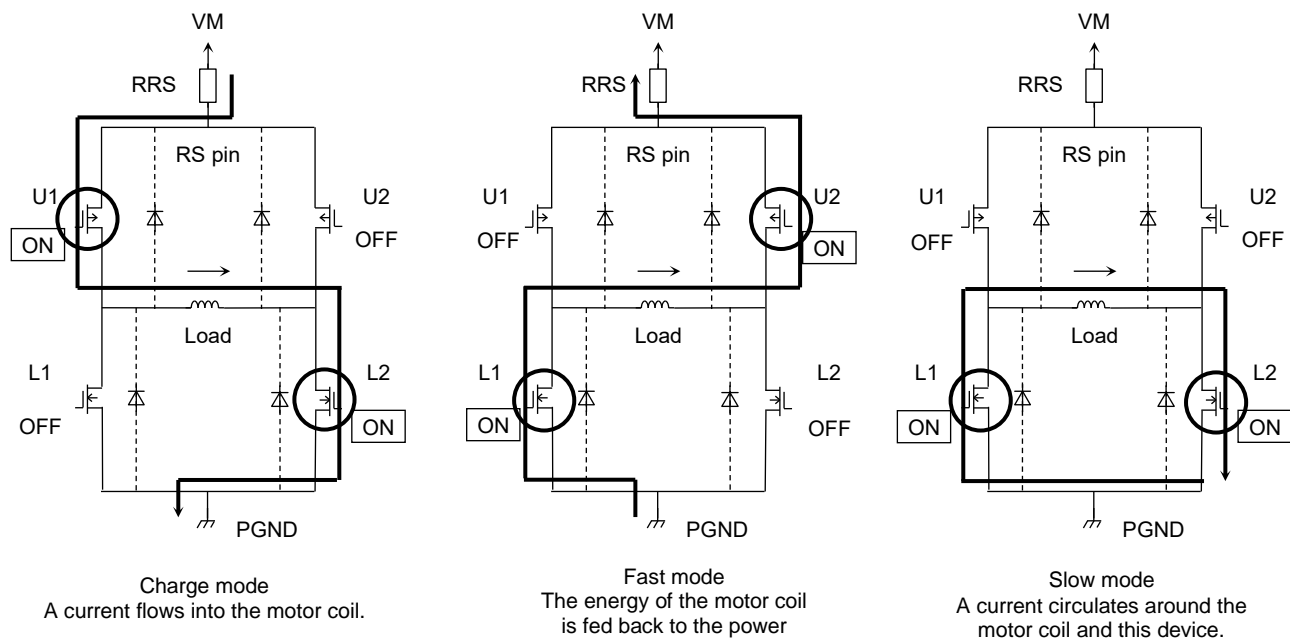 VM
RRS
RS pin
U1
U2
ON
OFF
Load
L1
L2
OFF
ON
PGND
Charge mode
A current flows into the motor coil.
VM
RRS
RS pin
U1
U2
OFF
ON
Load
L1
L2
ON
OFF
PGND
Fast mode
The energy of the motor coil
is fed back to the power
VM
RRS
RS pin
U1
U2
OFF
OFF
Load
L1
L2
ON
ON
PGND
Slow mode
A current circulates around the
motor coil and this device.